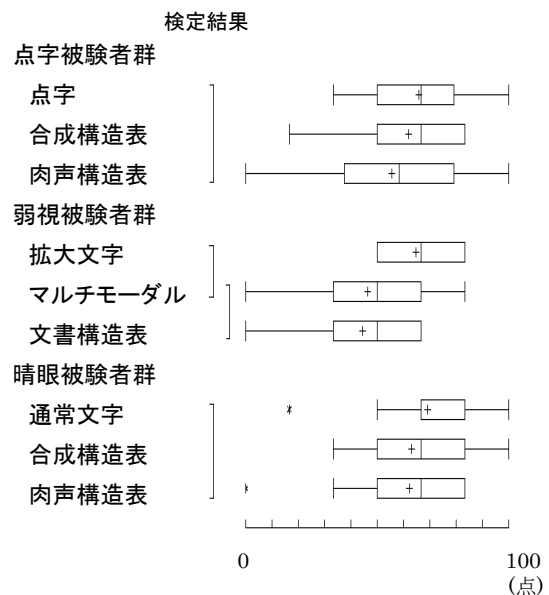 検定結果
点字被験者群
点字
合成構造表
肉声構造表
弱視被験者群
拡大文字
マルチモーダル
文書構造表
晴眼被験者群
通常文字
合成構造表
肉声構造表
0 100
(点)